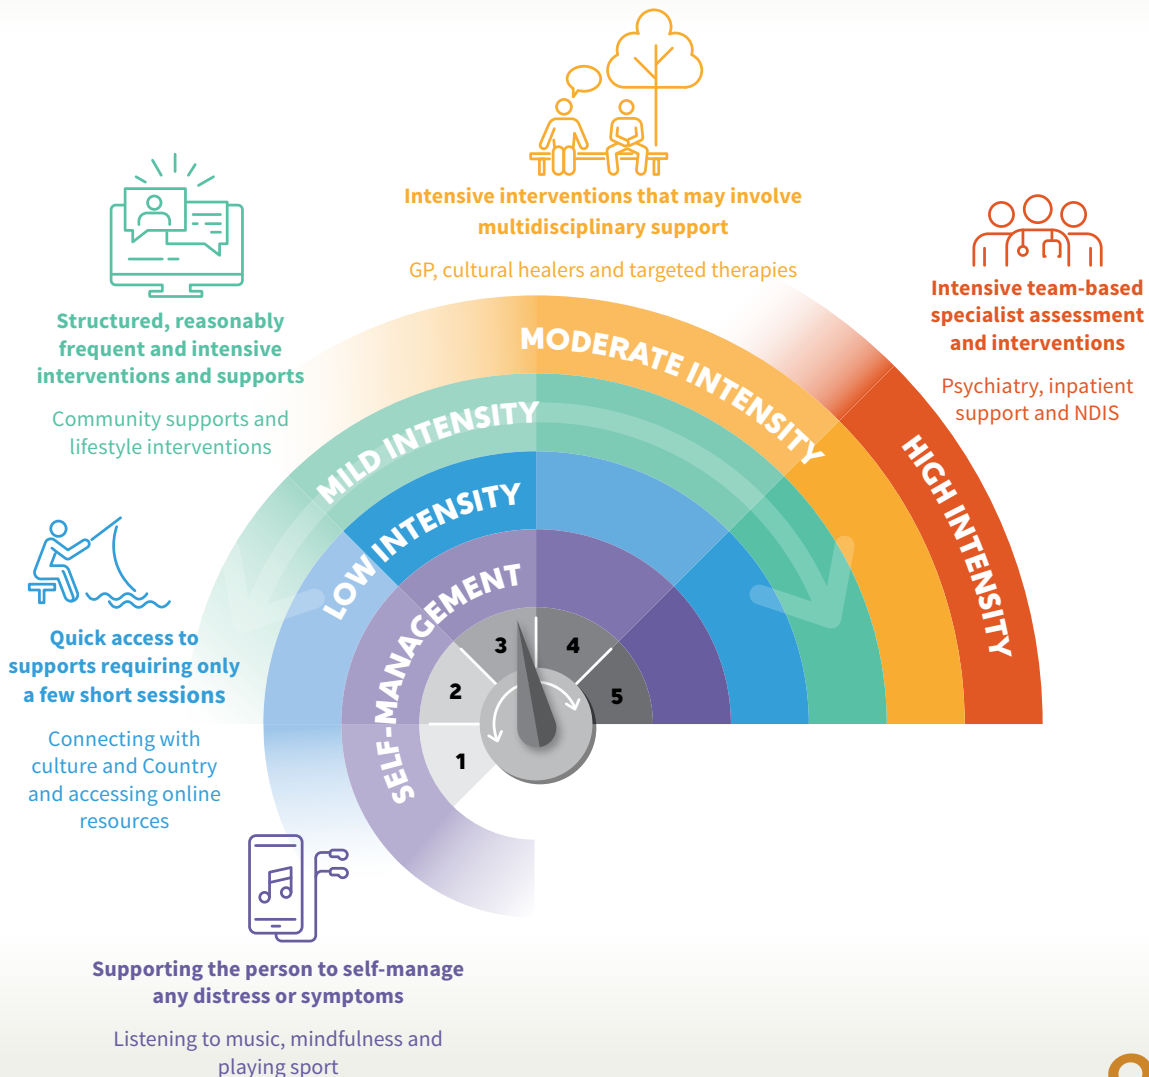 Intensive interventions that may involve
multidisciplinary support
GP, cultural healers and targeted therapies
Intensive team-based
specialist assessment
and interventions
Psychiatry, inpatient
support and NDIS
Structured, reasonably
frequent and intensive
interventions and supports
Community supports and
lifestyle interventions
MODERATE INTENSITY
MILD INTENSITY
HIGH INTENSITY
LOW INTENSITY
SELF-MANAGEMENT
1
2
3
4
5
Quick access to
supports requiring only
a few short sessions
Connecting with
culture and Country
and accessing online
resources
Supporting the person to self-manage
any distress or symptoms
Listening to music, mindfulness and
playing sport